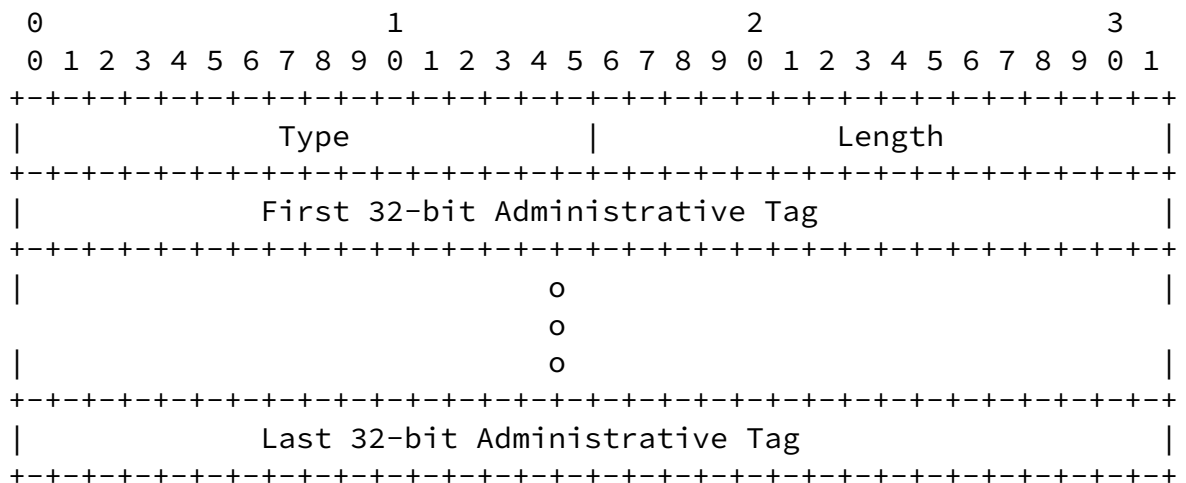 0                   1                   2                   3
 0 1 2 3 4 5 6 7 8 9 0 1 2 3 4 5 6 7 8 9 0 1 2 3 4 5 6 7 8 9 0 1
+-+-+-+-+-+-+-+-+-+-+-+-+-+-+-+-+-+-+-+-+-+-+-+-+-+-+-+-+-+-+-+-+
|              Type             |             Length            |
+-+-+-+-+-+-+-+-+-+-+-+-+-+-+-+-+-+-+-+-+-+-+-+-+-+-+-+-+-+-+-+-+
|             First 32-bit Administrative Tag                   |
+-+-+-+-+-+-+-+-+-+-+-+-+-+-+-+-+-+-+-+-+-+-+-+-+-+-+-+-+-+-+-+-+
|                             o                                 |
                              o
|                             o                                 |
+-+-+-+-+-+-+-+-+-+-+-+-+-+-+-+-+-+-+-+-+-+-+-+-+-+-+-+-+-+-+-+-+
|             Last 32-bit Administrative Tag                    |
+-+-+-+-+-+-+-+-+-+-+-+-+-+-+-+-+-+-+-+-+-+-+-+-+-+-+-+-+-+-+-+-+